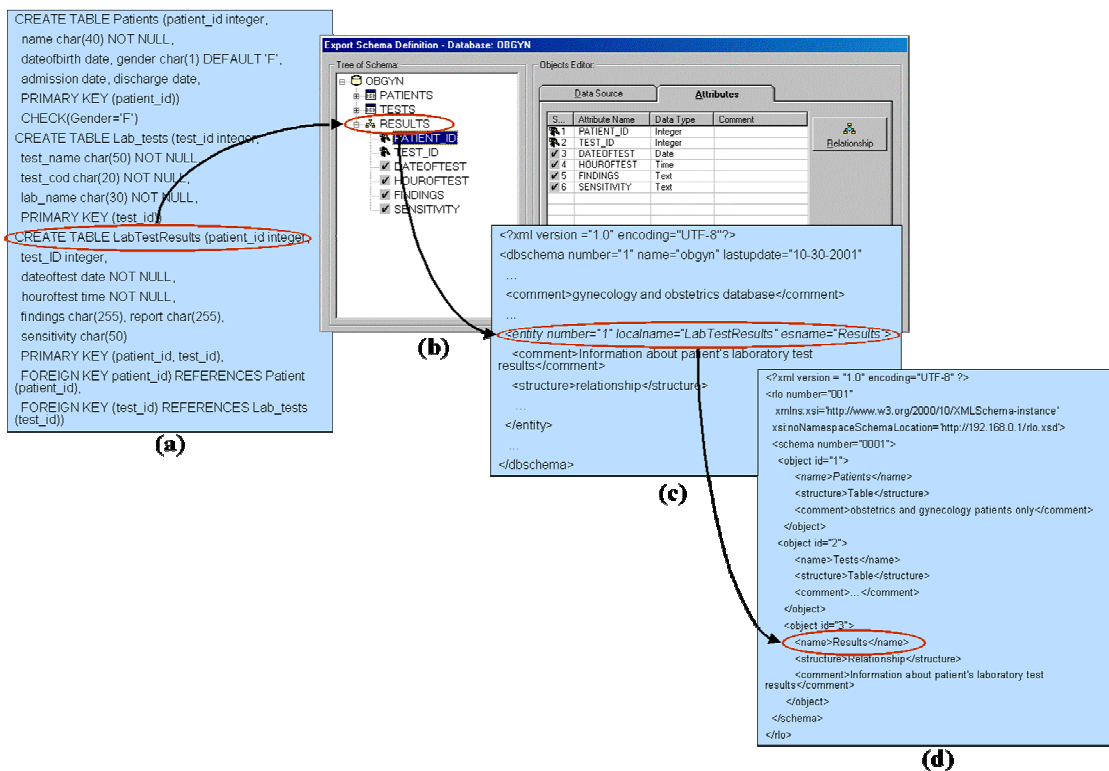 CREATE TABLE Patients (patient_id integer,
name char(40) NOT NULL,
dateofbirth date, gender char(1) DEFAULT 'F',
admission date, discharge date,
PRIMARY KEY (patient_id))
CHECK(Gender='F')
CREATE TABLE Lab_tests (test_id integer,
test_name char(50) NOT NULL,
test_cod char(20) NOT NULL,
lab_name char(30) NOT NULL,
PRIMARY KEY (test_id))
CREATE TABLE LabTestResults (patient_id integer,
test_ID integer,
dateoftest date NOT NULL,
houroftest time NOT NULL,
findings char(255), report char(255),
sensitivity char(50)
PRIMARY KEY (patient_id, test_id),
FOREIGN KEY patient_id) REFERENCES Patient
(patient_id),
FOREIGN KEY (test_id) REFERENCES Lab_tests
(test_id))
(a)
Export Schema Definition - Database: OBGYN
Tree of Schema:
OBGYN
PATIENTS
TESTS
RESULTS
PATIENT_ID
TEST_ID
DATEOFTEST
HOUROFTEST
FINDINGS
SENSITIVITY
Objects Editor:
Data Source
Attributes
S... Attribute Name Data Type Comment
1 PATIENT_ID Integer
2 TEST_ID Integer
3 DATEOFTEST Date
4 HOUROFTEST Time
5 FINDINGS Text
6 SENSITIVITY Text
Relationship
(b)
<?xml version ="1.0" encoding="UTF-8"?>
<dbschema number="1" name="obgyn" lastupdate="10-30-2001"
...
<comment>gynecology and obstetrics database</comment>
...
<entity number="1" localname="LabTestResults" esname="Results">
<comment>Information about patient's laboratory test
results</comment>
<structure>relationship</structure>
...
</entity>
...
</dbschema>
(c)
<?xml version = "1.0" encoding="UTF-8" ?>
<rlo number="001"
xmlns:xsi='http://www.w3.org/2000/10/XMLSchema-instance'
xsi:noNamespaceSchemaLocation='http://192.168.0.1/rlo.xsd'>
<schema number="0001">
<object id="1">
<name>Patients</name>
<structure>Table</structure>
<comment>obstetrics and gynecology patients only</comment>
</object>
<object id="2">
<name>Tests</name>
<structure>Table</structure>
<comment>...</comment>
</object>
<object id="3">
<name>Results</name>
<structure>Relationship</structure>
<comment>Information about patient's laboratory test
results</comment>
</object>
</schema>
</rlo>
(d)